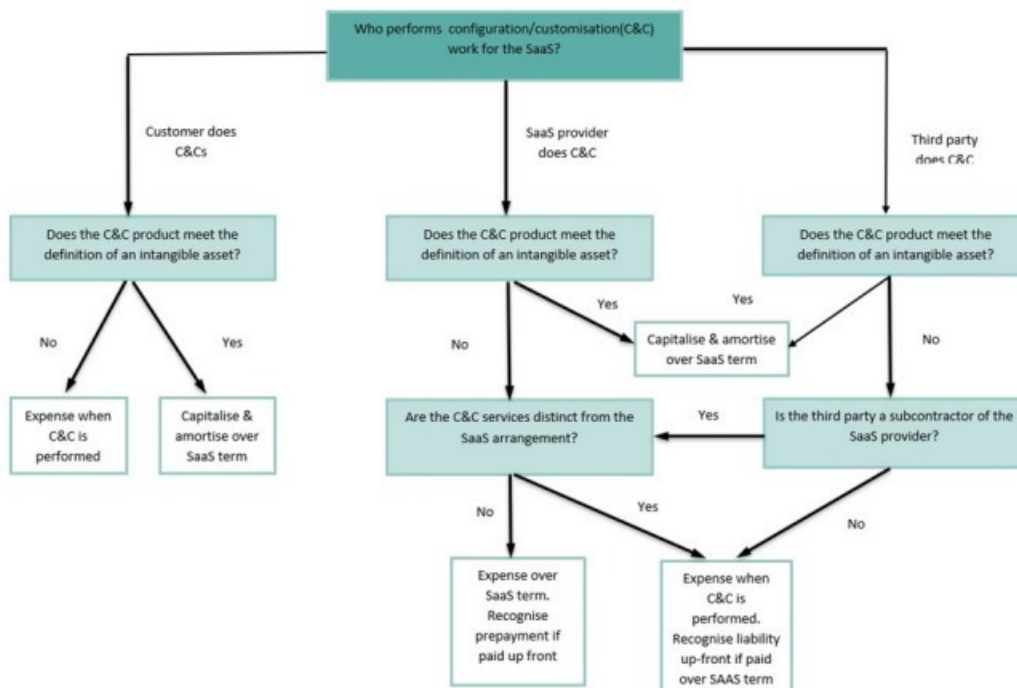 Who performs configuration/customisation(C&C)
work for the SaaS?
Customer does
C&Cs
SaaS provider
does C&C
Third party
does C&C
Does the C&C product meet the
definition of an intangible asset?
Does the C&C product meet the
definition of an intangible asset?
Does the C&C product meet the
definition of an intangible asset?
No
Yes
No
Yes
Yes
No
Capitalise & amortise
over SaaS term
Expense when
C&C is
performed
Capitalise &
amortise over
SaaS term
Are the C&C services distinct from the
SaaS arrangement?
Yes
Is the third party a subcontractor of the
SaaS provider?
No
Yes
No
Expense over
SaaS term.
Recognise
prepayment if
paid up front
Expense when
C&C is
performed.
Recognise liability
up-front if paid
over SAAS term